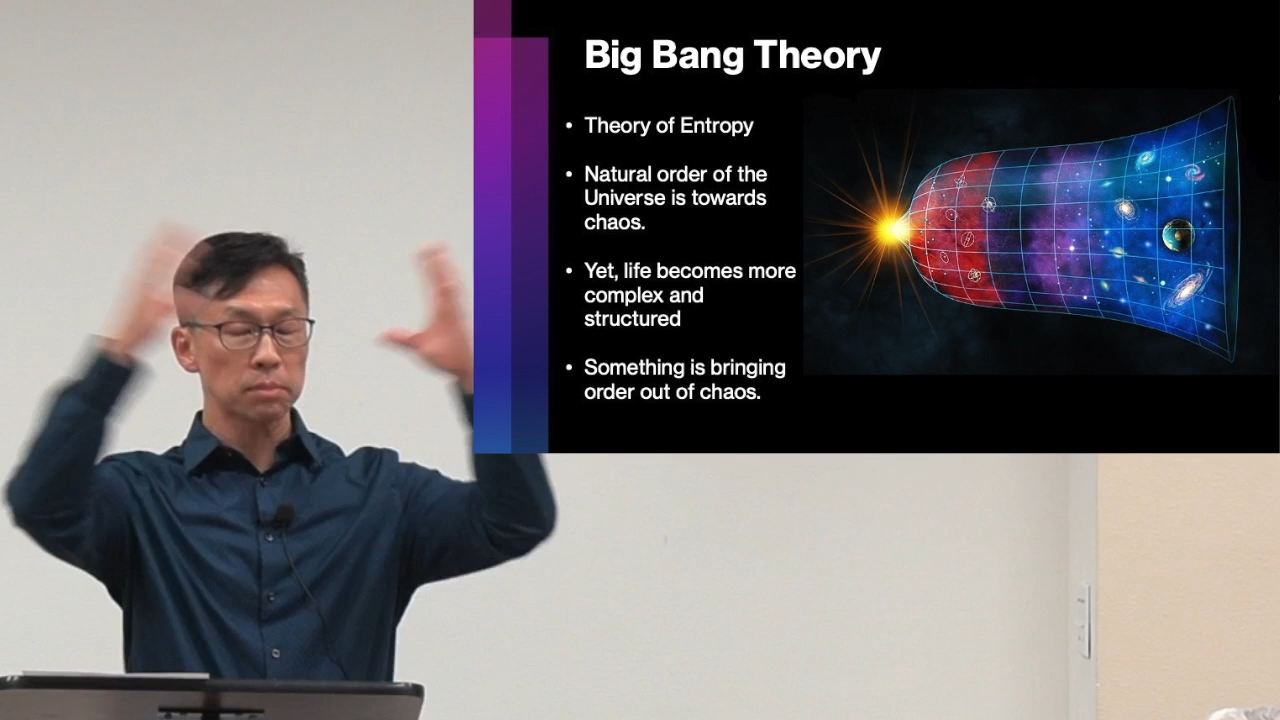 Big Bang Theory
• Theory of Entropy
• Natural order of the
Universe is towards
chaos.
• Yet, life becomes more
complex and
structured
• Something is bringing
order out of chaos.